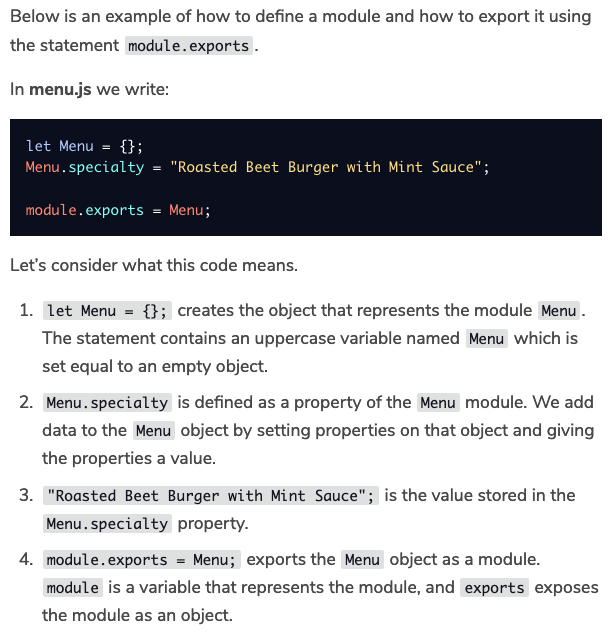 Below is an example of how to define a module and how to export it using
the statement module.exports.
In menu.js we write:
let Menu = {};
Menu.specialty = "Roasted Beet Burger with Mint Sauce";
module.exports = Menu;
Let’s consider what this code means.
1. let Menu = {}; creates the object that represents the module Menu.
The statement contains an uppercase variable named Menu which is
set equal to an empty object.
2. Menu.specialty is defined as a property of the Menu module. We add
data to the Menu object by setting properties on that object and giving
the properties a value.
3. "Roasted Beet Burger with Mint Sauce"; is the value stored in the
Menu.specialty property.
4. module.exports = Menu; exports the Menu object as a module.
module is a variable that represents the module, and exports exposes
the module as an object.